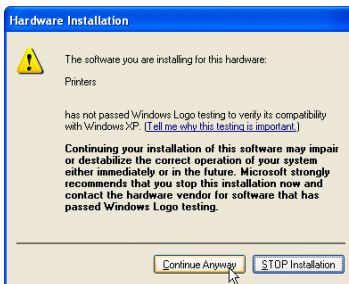 Hardware Installation
The software you are installing for this hardware:
Printers
has not passed Windows Logo testing to verify its compatibility
with Windows XP. (Tell me why this testing is important.)
Continuing your installation of this software may impair
or destabilize the correct operation of your system
either immediately or in the future. Microsoft strongly
recommends that you stop this installation now and
contact the hardware vendor for software that has
passed Windows Logo testing.
Continue Anyway STOP Installation